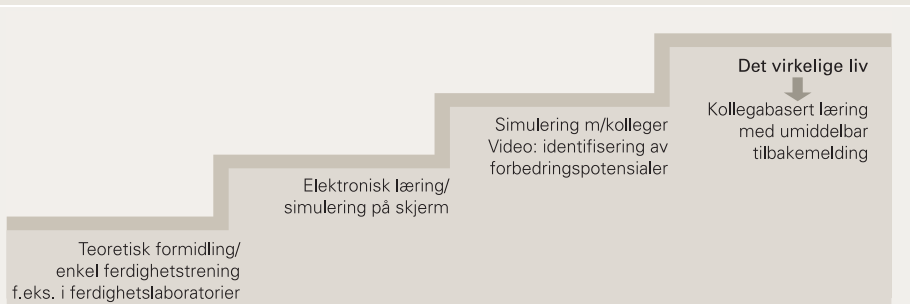 Teoretisk formidling/
enkel ferdighetstrening
f.eks. i ferdighetslaboratorier
Elektronisk læring/
simulering på skjerm
Simulering m/kolleger
Video: identifisering av
forbedringspotensialer
Det virkelige liv
Kollegabasert læring
med umiddelbar
tilbakemelding